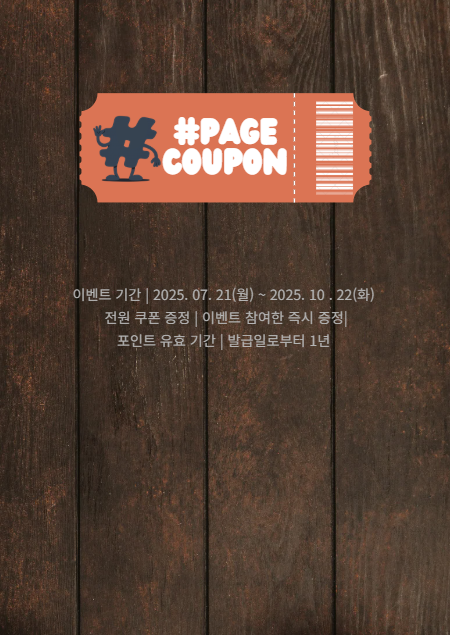 #PAGE
COUPON
이벤트 기간 | 2025. 07. 21(월) ~ 2025. 10 . 22(화)
전원 쿠폰 증정 | 이벤트 참여한 즉시 증정|
포인트 유효 기간 | 발급일로부터 1년